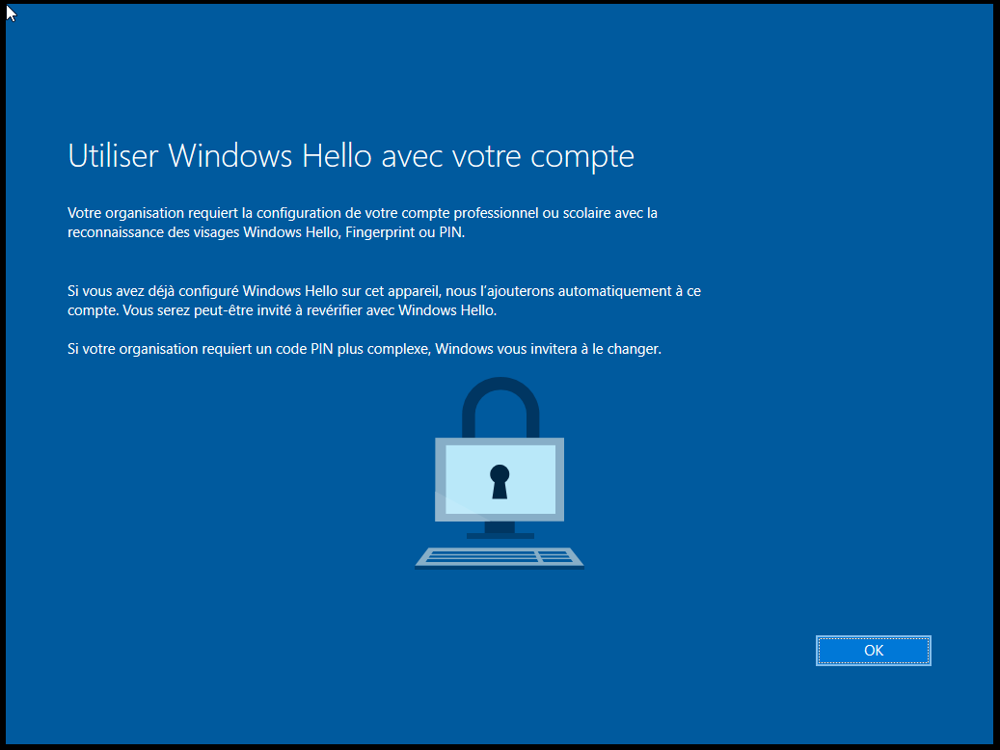 Utiliser Windows Hello avec votre compte
Votre organisation requiert la configuration de votre compte professionnel ou scolaire avec la
reconnaissance des visages Windows Hello, Fingerprint ou PIN.
Si vous avez déjà configuré Windows Hello sur cet appareil, nous l’ajouterons automatiquement à ce
compte. Vous serez peut-être invité à revérifier avec Windows Hello.
Si votre organisation requiert un code PIN plus complexe, Windows vous invitera à le changer.
OK